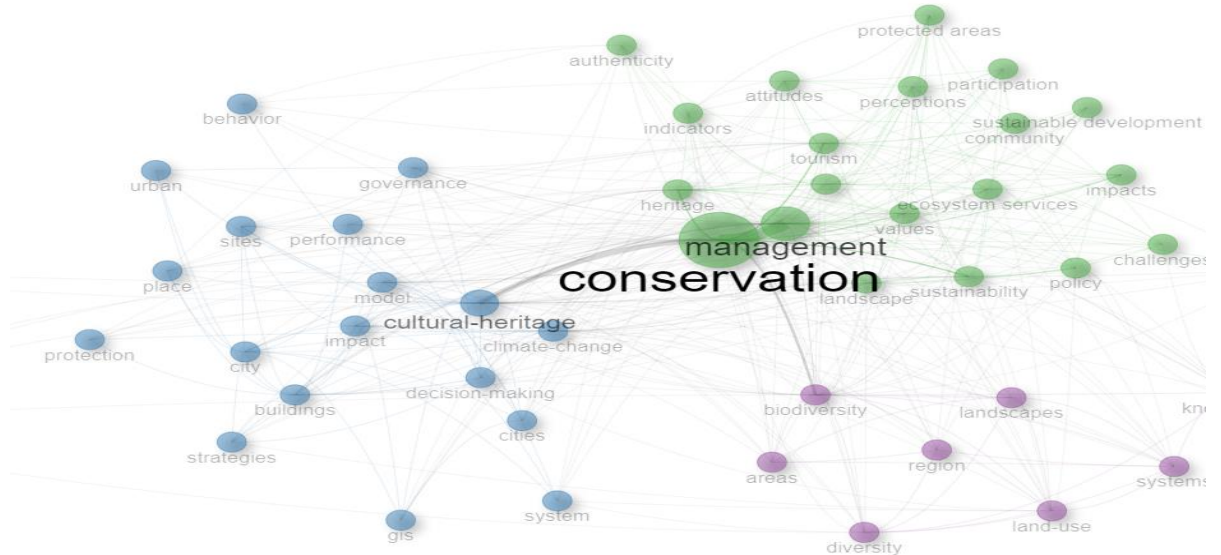 protected areas
authenticity
attitudes
perceptions
participation
behavior
indicators
sustainable development
community
tourism
urban
governance
heritage
ecosystem services
impacts
sites
performance
values
management
challenges
place
model
conservation
landscape
sustainability
policy
cultural-heritage
protection
impact
climate-change
city
buildings
decision-making
biodiversity
landscapes
kn
strategies
cities
areas
region
systems
gis
system
diversity
land-use